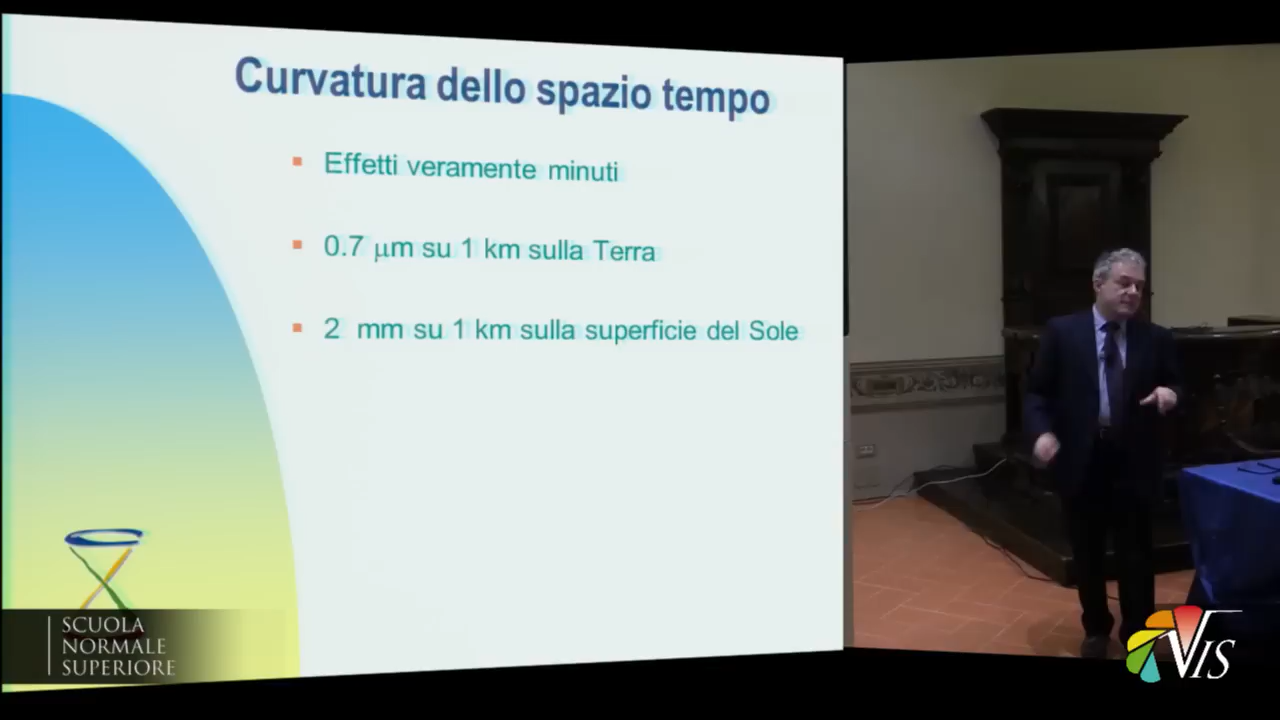 Curvatura dello spazio tempo
Effetti veramente minuti
0.7 μm su 1 km sulla Terra
2 mm su 1 km sulla superficie del Sole
SCUOLA
NORMALE
SUPERIORE
VIS